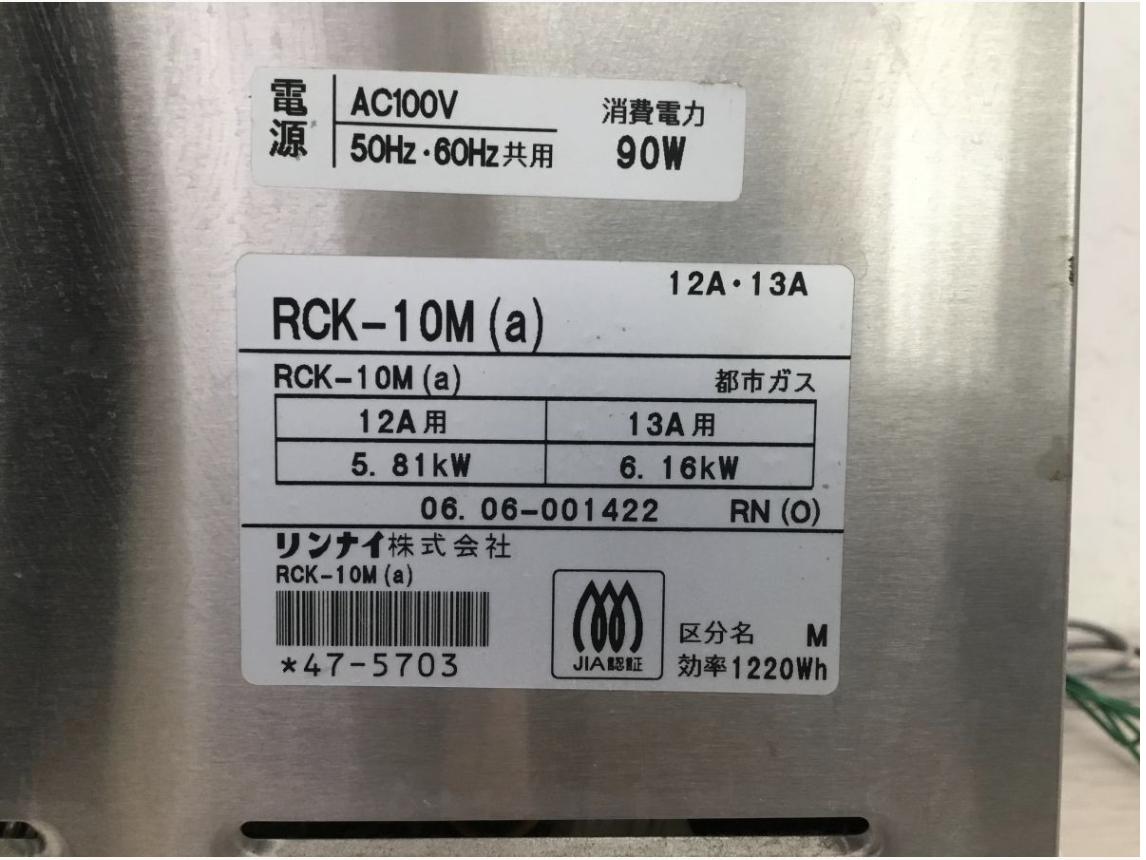 電源
AC100V
50Hz・60Hz共用
消費電力
90W
12A・13A
RCK-10M(a)
RCK-10M(a) 都市ガス
12A用 13A用
5.81kW 6.16kW
06.06-001422 RN(O)
リンナイ株式会社
RCK-10M(a)
*47-5703
JIA認証
区分名 M
効率1220Wh